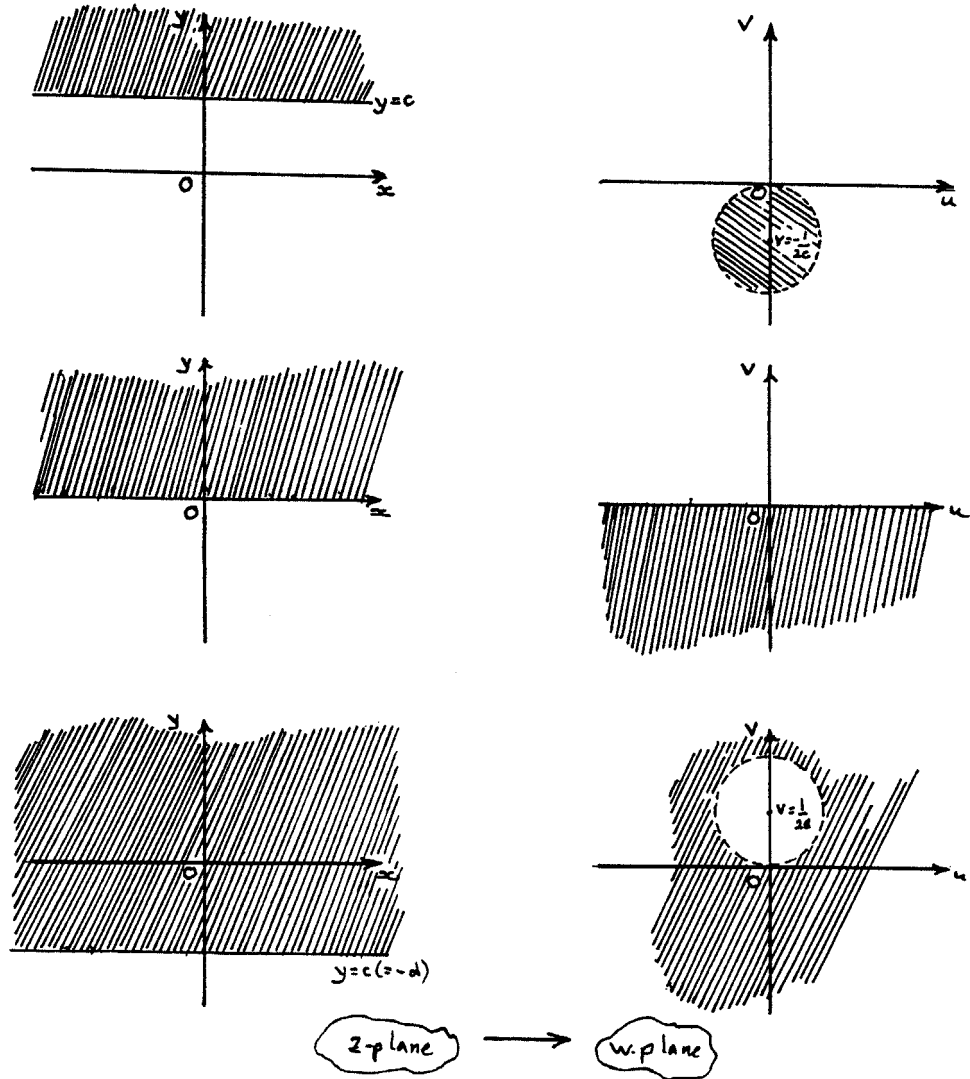 y
y=c
O
x
v
O
u
v=-1/2c
y
O
x
v
O
u
y
O
x
y=c(=-d)
v
v=1/2d
O
u
z-plane
w-plane